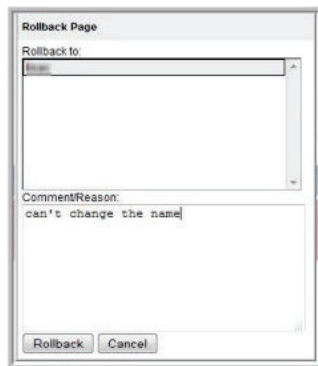 Rollback Page
Rollback to:
Comment/Reason:
can't change the name
Rollback Cancel